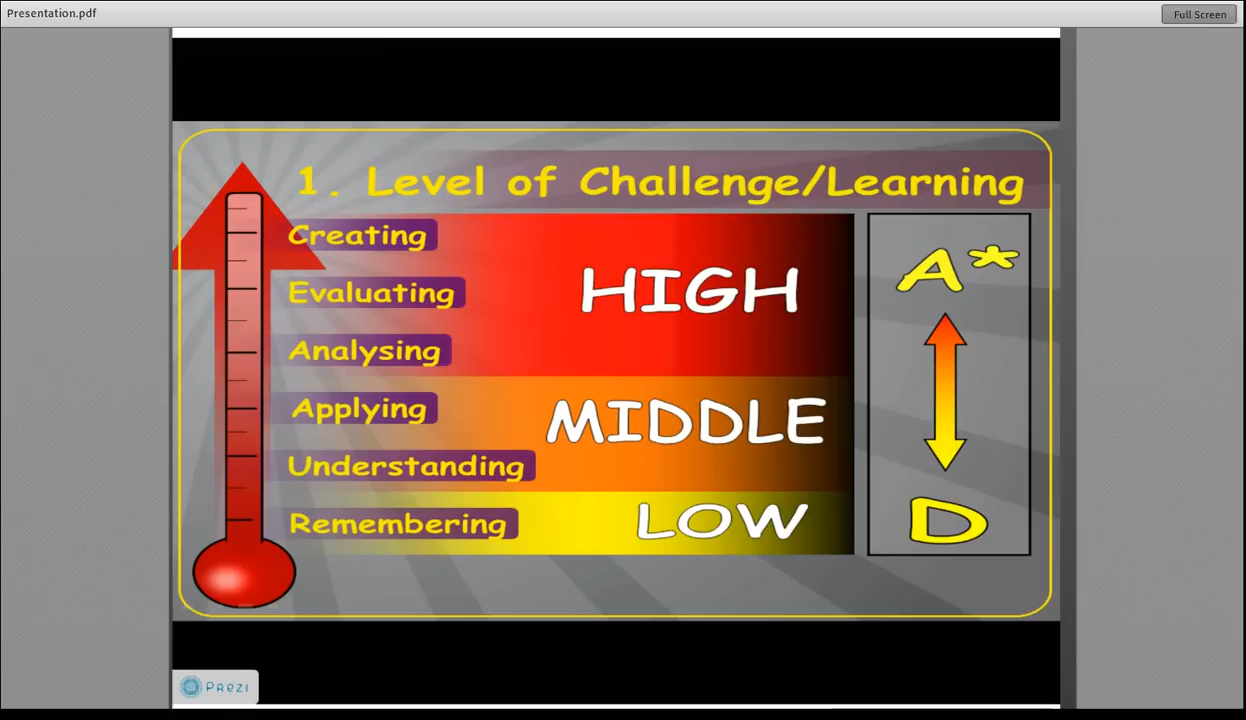 Presentation.pdf
Full Screen
1. Level of Challenge/Learning
Creating
Evaluating
Analysing
Applying
Understanding
Remembering
HIGH
MIDDLE
LOW
A*
D
Prezi